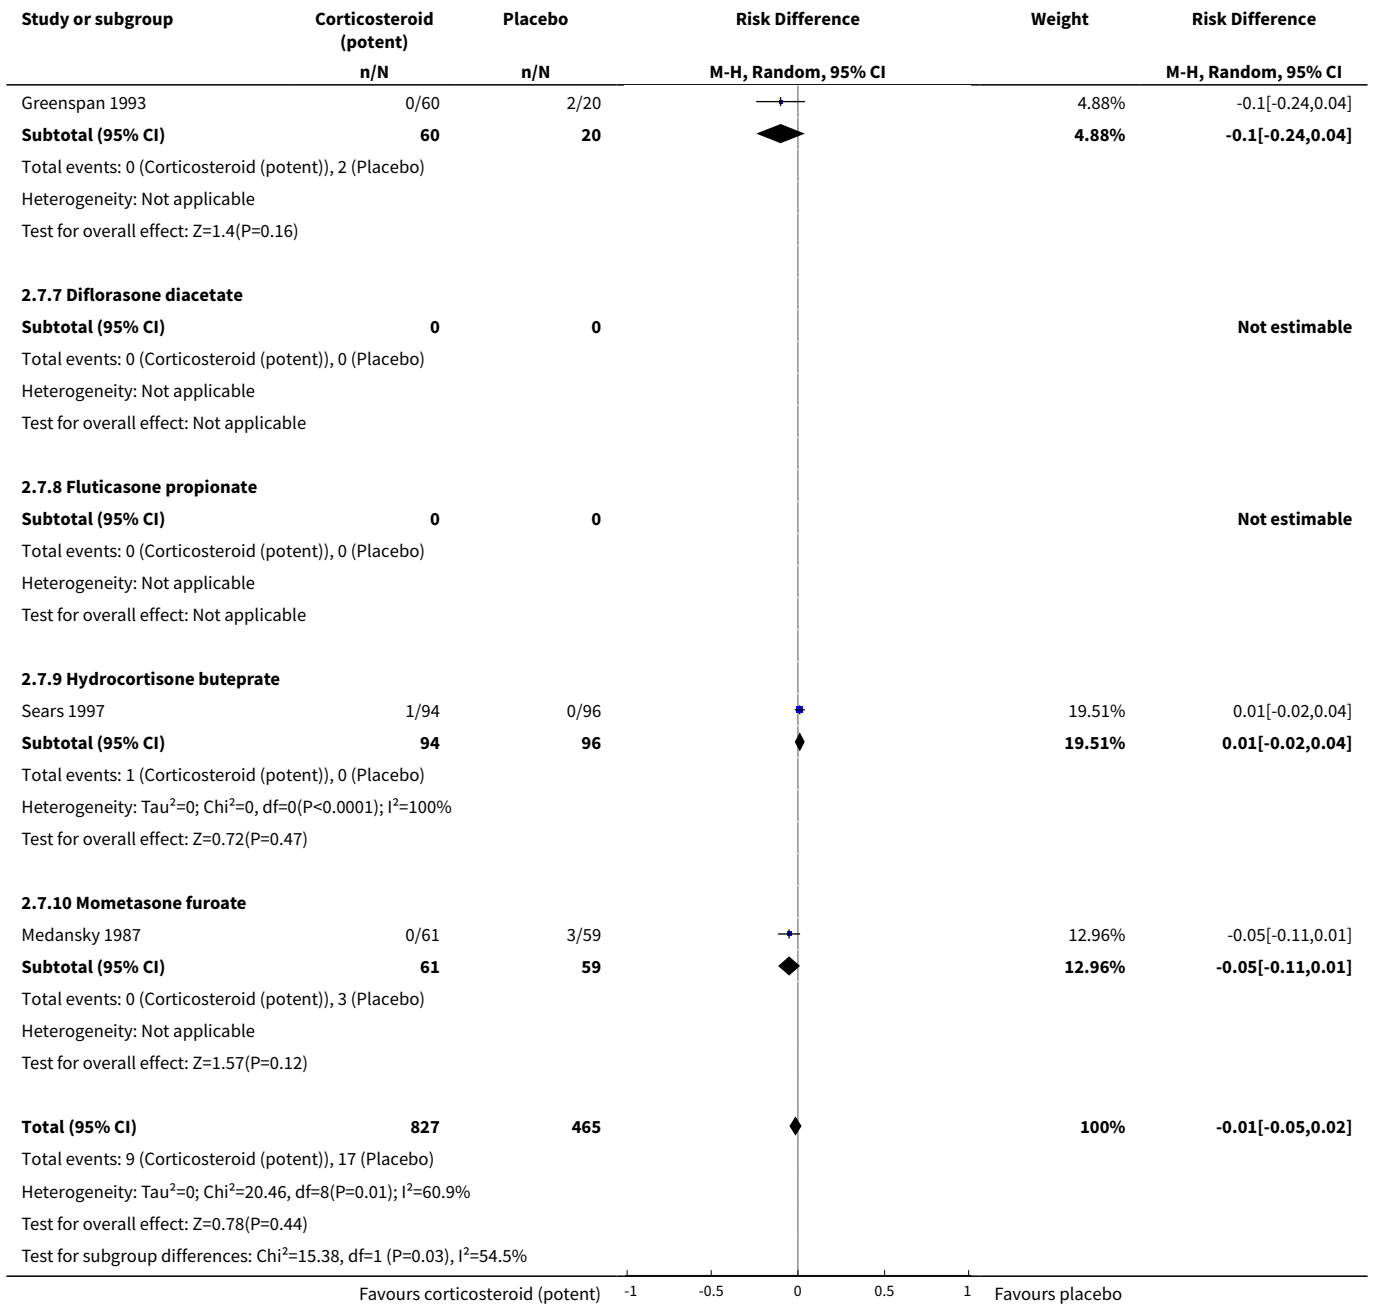 Study or subgroup Corticosteroid (potent) Placebo Risk Difference Weight Risk Difference
n/N n/N M-H, Random, 95% CI M-H, Random, 95% CI
Greenspan 1993 0/60 2/20 4.88% -0.1[-0.24,0.04]
Subtotal (95% CI) 60 20 4.88% -0.1[-0.24,0.04]
Total events: 0 (Corticosteroid (potent)), 2 (Placebo)
Heterogeneity: Not applicable
Test for overall effect: Z=1.4(P=0.16)
2.7.7 Diflorasone diacetate
Subtotal (95% CI) 0 0 Not estimable
Total events: 0 (Corticosteroid (potent)), 0 (Placebo)
Heterogeneity: Not applicable
Test for overall effect: Not applicable
2.7.8 Fluticasone propionate
Subtotal (95% CI) 0 0 Not estimable
Total events: 0 (Corticosteroid (potent)), 0 (Placebo)
Heterogeneity: Not applicable
Test for overall effect: Not applicable
2.7.9 Hydrocortisone buteprate
Sears 1997 1/94 0/96 19.51% 0.01[-0.02,0.04]
Subtotal (95% CI) 94 96 19.51% 0.01[-0.02,0.04]
Total events: 1 (Corticosteroid (potent)), 0 (Placebo)
Heterogeneity: Tau²=0; Chi²=0, df=0(P<0.0001); I²=100%
Test for overall effect: Z=0.72(P=0.47)
2.7.10 Mometasone furoate
Medansky 1987 0/61 3/59 12.96% -0.05[-0.11,0.01]
Subtotal (95% CI) 61 59 12.96% -0.05[-0.11,0.01]
Total events: 0 (Corticosteroid (potent)), 3 (Placebo)
Heterogeneity: Not applicable
Test for overall effect: Z=1.57(P=0.12)
Total (95% CI) 827 465 100% -0.01[-0.05,0.02]
Total events: 9 (Corticosteroid (potent)), 17 (Placebo)
Heterogeneity: Tau²=0; Chi²=20.46, df=8(P=0.01); I²=60.9%
Test for overall effect: Z=0.78(P=0.44)
Test for subgroup differences: Chi²=15.38, df=1 (P=0.03), I²=54.5%
Favours corticosteroid (potent) -1 -0.5 0 0.5 1 Favours placebo